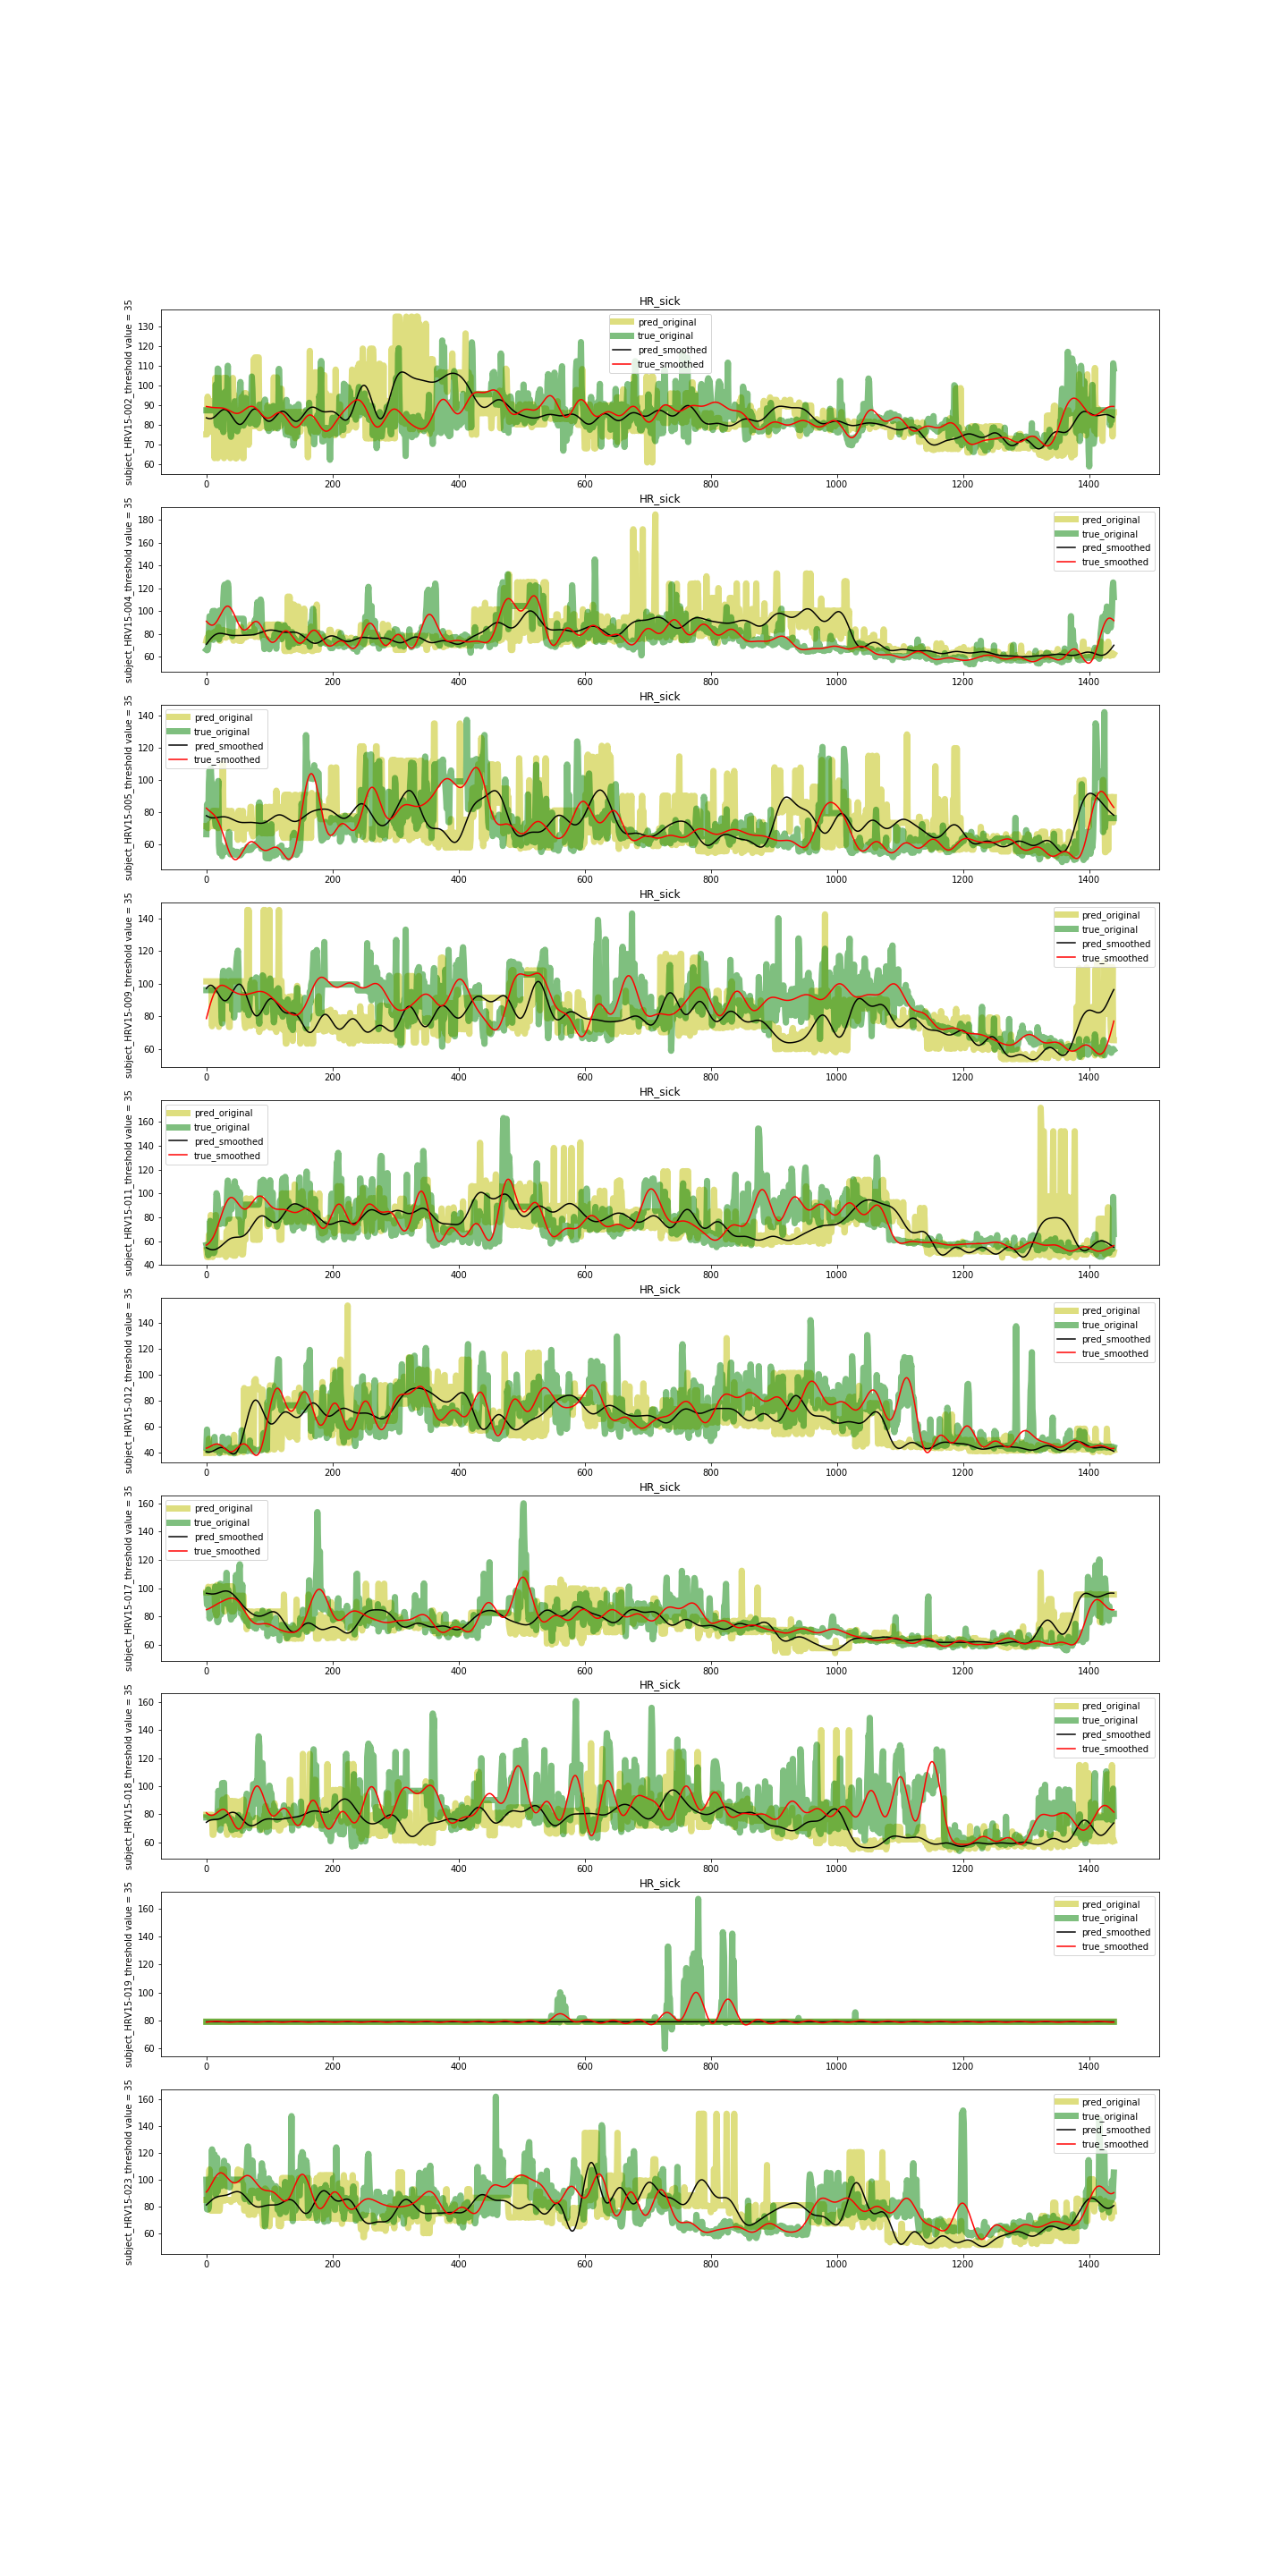 HR_sick
subject_HRV15-002_threshold value = 35
130
120
110
100
90
80
70
60
pred_original
true_original
pred_smoothed
true_smoothed
0 200 400 600 800 1000 1200 1400
HR_sick
subject_HRV15-004_threshold value = 35
180
160
140
120
100
80
60
pred_original
true_original
pred_smoothed
true_smoothed
0 200 400 600 800 1000 1200 1400
HR_sick
subject_HRV15-005_threshold value = 35
140
120
100
80
60
pred_original
true_original
pred_smoothed
true_smoothed
0 200 400 600 800 1000 1200 1400
HR_sick
subject_HRV15-009_threshold value = 35
140
120
100
80
60
pred_original
true_original
pred_smoothed
true_smoothed
0 200 400 600 800 1000 1200 1400
HR_sick
subject_HRV15-011_threshold value = 35
160
140
120
100
80
60
40
pred_original
true_original
pred_smoothed
true_smoothed
0 200 400 600 800 1000 1200 1400
HR_sick
subject_HRV15-012_threshold value = 35
140
120
100
80
60
40
pred_original
true_original
pred_smoothed
true_smoothed
0 200 400 600 800 1000 1200 1400
HR_sick
subject_HRV15-017_threshold value = 35
160
140
120
100
80
60
pred_original
true_original
pred_smoothed
true_smoothed
0 200 400 600 800 1000 1200 1400
HR_sick
subject_HRV15-018_threshold value = 35
160
140
120
100
80
60
pred_original
true_original
pred_smoothed
true_smoothed
0 200 400 600 800 1000 1200 1400
HR_sick
subject_HRV15-019_threshold value = 35
160
140
120
100
80
60
pred_original
true_original
pred_smoothed
true_smoothed
0 200 400 600 800 1000 1200 1400
subject_HRV15-023_threshold value = 35
HR_sick
160
140
120
100
80
60
pred_original
true_original
pred_smoothed
true_smoothed
0 200 400 600 800 1000 1200 1400